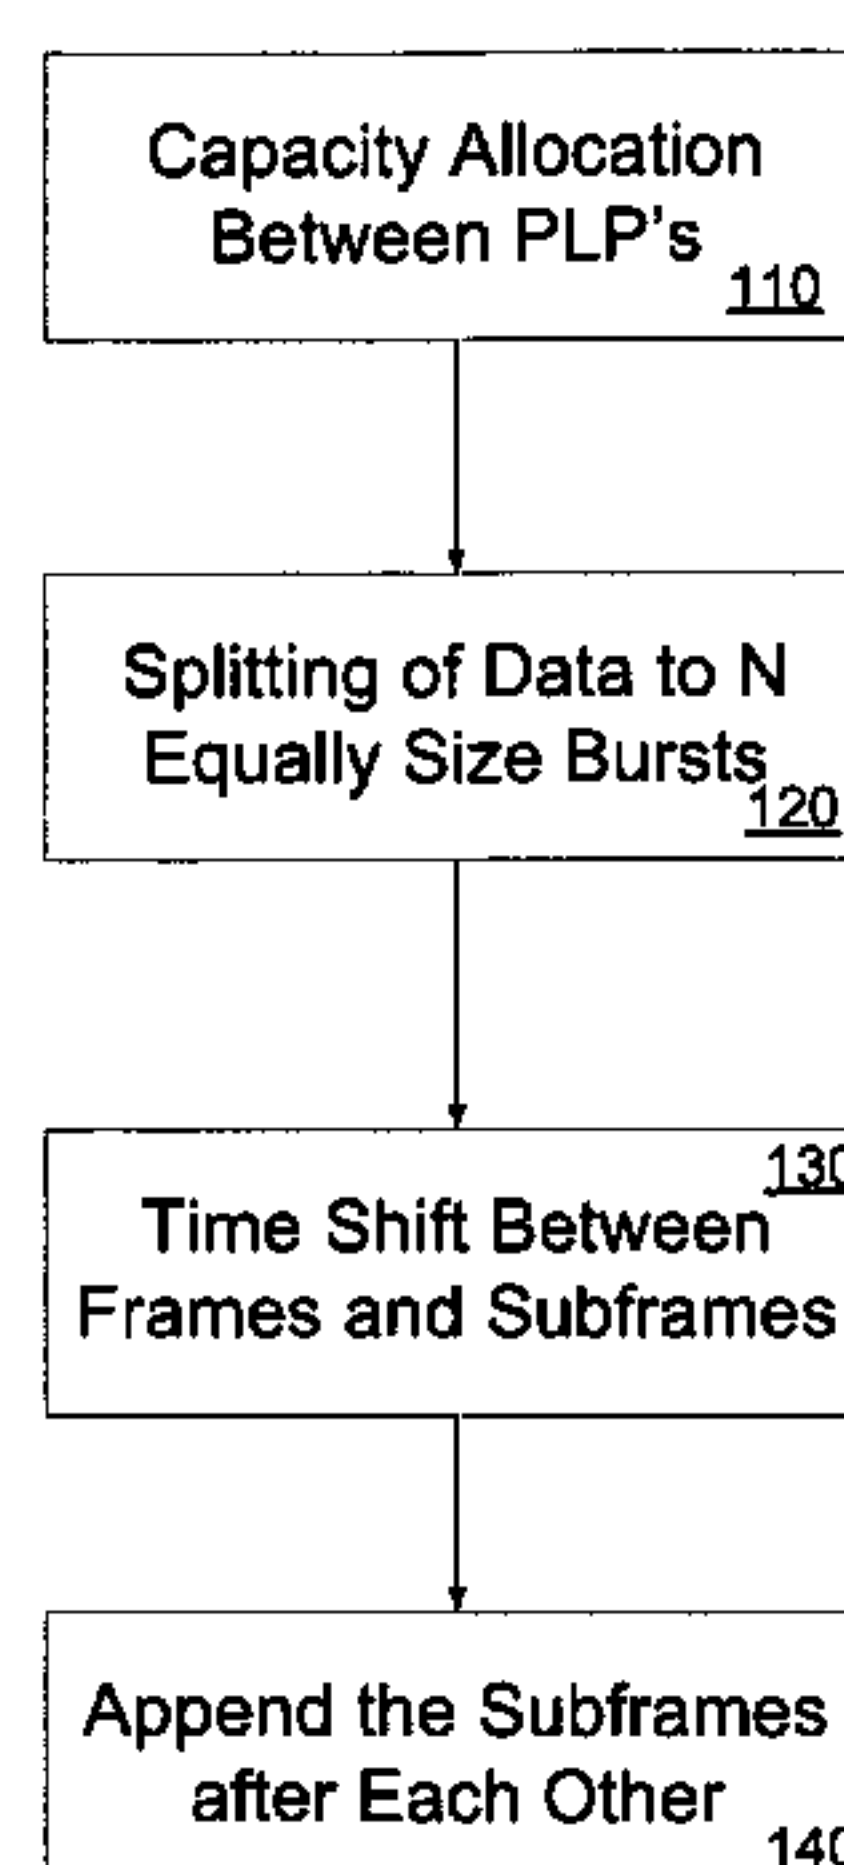 Capacity Allocation
Between PLP's
110
Splitting of Data to N
Equally Size Bursts
120
130
Time Shift Between
Frames and Subframes
Append the Subframes
after Each Other
140